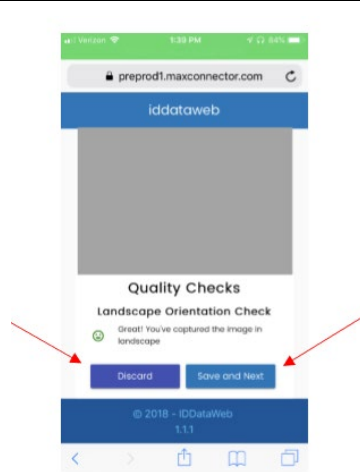 Verizon 1:39 PM 84%
preprod1.maxconnector.com
iddataweb
Quality Checks
Landscape Orientation Check
Great! You've captured the image in
landscape
Discard Save and Next
© 2018 - IDDataWeb
1.1.1